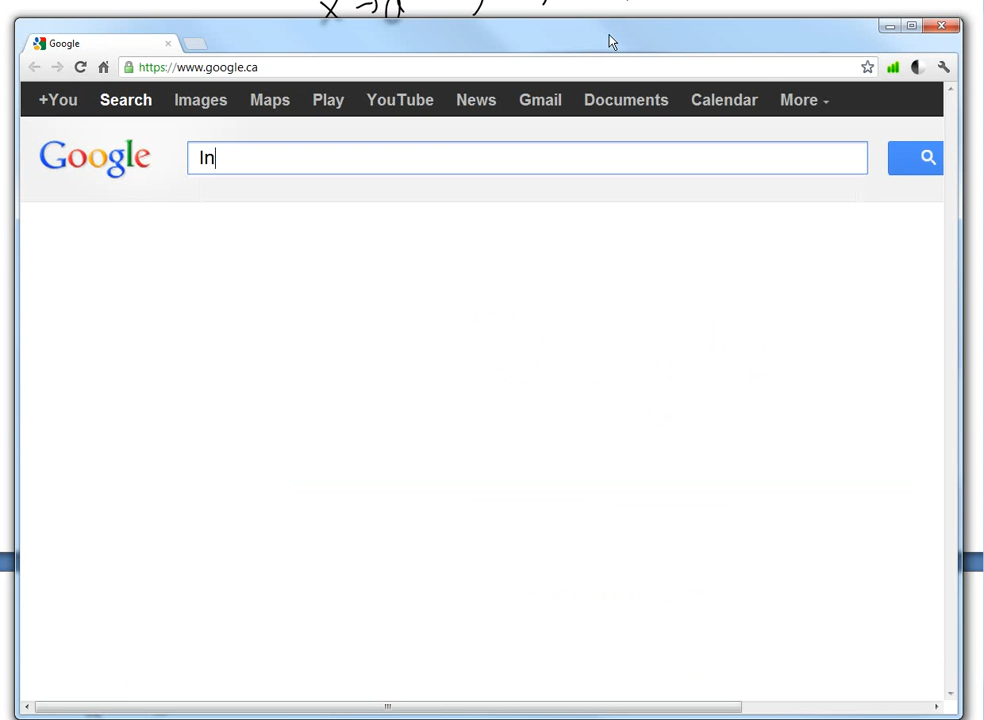 x → a
Google
https://www.google.ca
+You Search Images Maps Play YouTube News Gmail Documents Calendar More
Google In